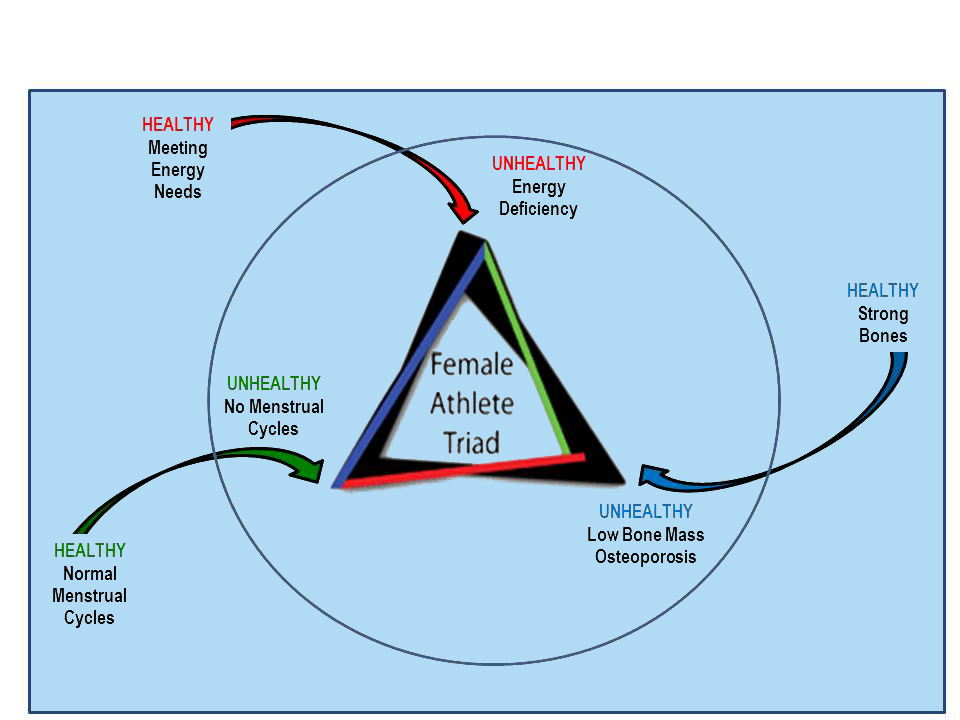 HEALTHY
Meeting
Energy
Needs
UNHEALTHY
Energy
Deficiency
HEALTHY
Strong
Bones
Female
Athlete
Triad
UNHEALTHY
No Menstrual
Cycles
UNHEALTHY
Low Bone Mass
Osteoporosis
HEALTHY
Normal
Menstrual
Cycles